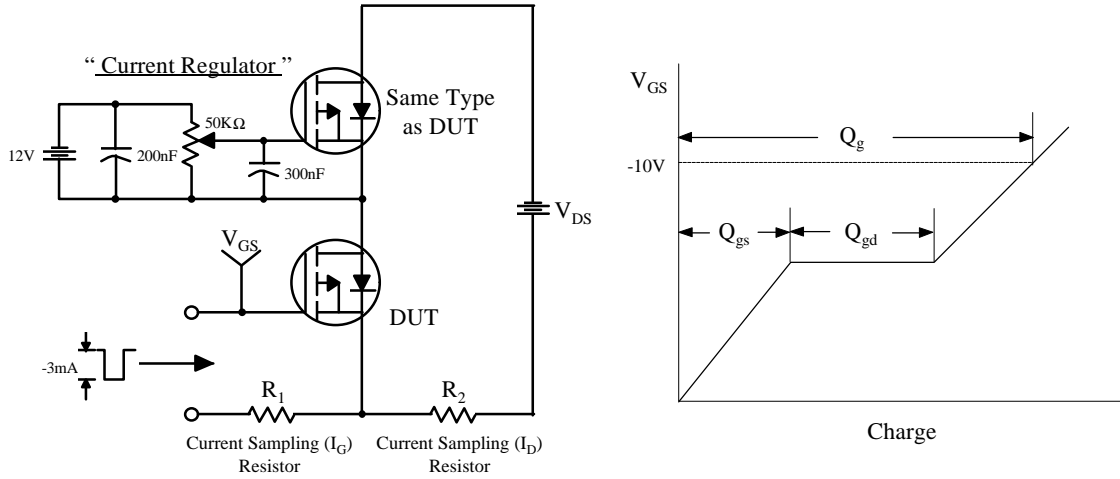 “ Current Regulator ”
Same Type
as DUT
50KΩ
12V
200nF
300nF
V_DS
V_GS
DUT
-3mA
R_1
R_2
Current Sampling (I_G)
Resistor
Current Sampling (I_D)
Resistor
V_GS
Q_g
-10V
Q_gs
Q_gd
Charge